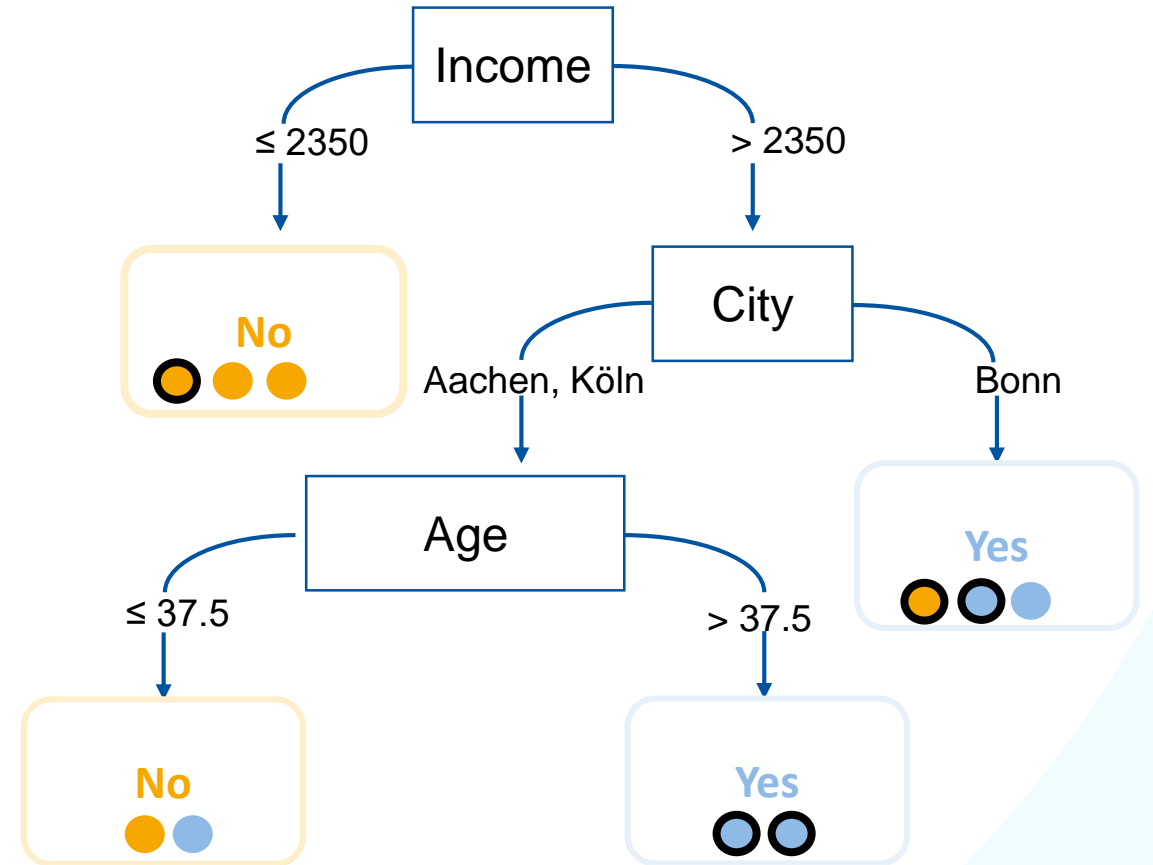 Income
≤ 2350
> 2350
No
City
Aachen, Köln
Bonn
Age
Yes
≤ 37.5
> 37.5
No
Yes